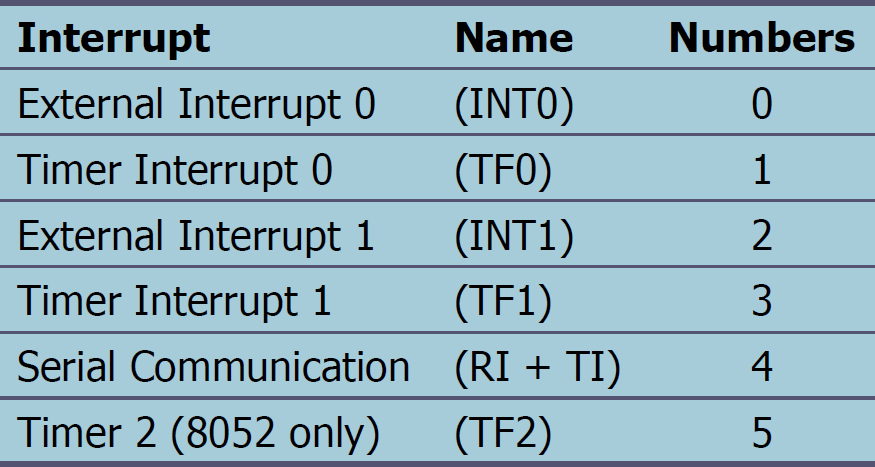 Interrupt Name Numbers
External Interrupt 0 (INT0) 0
Timer Interrupt 0 (TF0) 1
External Interrupt 1 (INT1) 2
Timer Interrupt 1 (TF1) 3
Serial Communication (RI + TI) 4
Timer 2 (8052 only) (TF2) 5